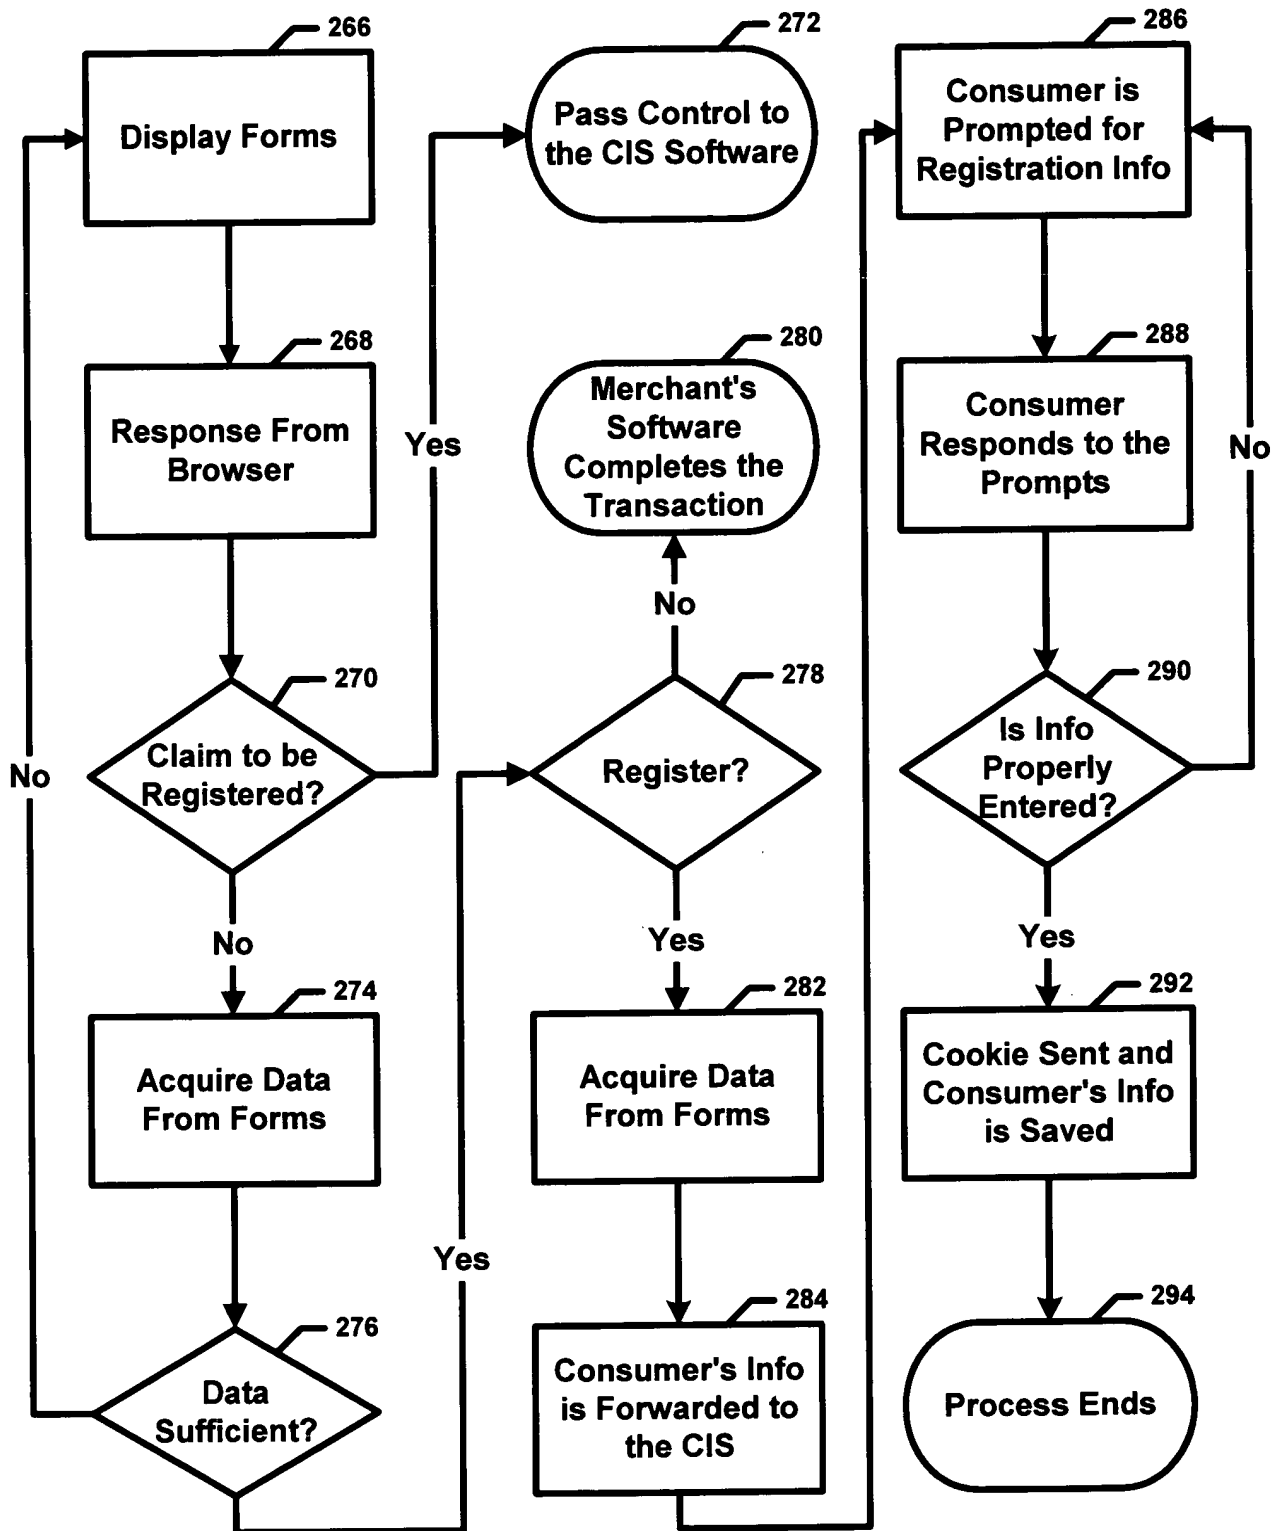 266
Display Forms
268
Response From
Browser
270
Claim to be
Registered?
Yes
No
No
274
Acquire Data
From Forms
276
Data
Sufficient?
Yes
272
Pass Control to
the CIS Software
280
Merchant's
Software
Completes the
Transaction
No
278
Register?
Yes
282
Acquire Data
From Forms
284
Consumer's Info
is Forwarded to
the CIS
286
Consumer is
Prompted for
Registration Info
288
Consumer
Responds to the
Prompts
No
290
Is Info
Properly
Entered?
Yes
292
Cookie Sent and
Consumer's Info
is Saved
294
Process Ends